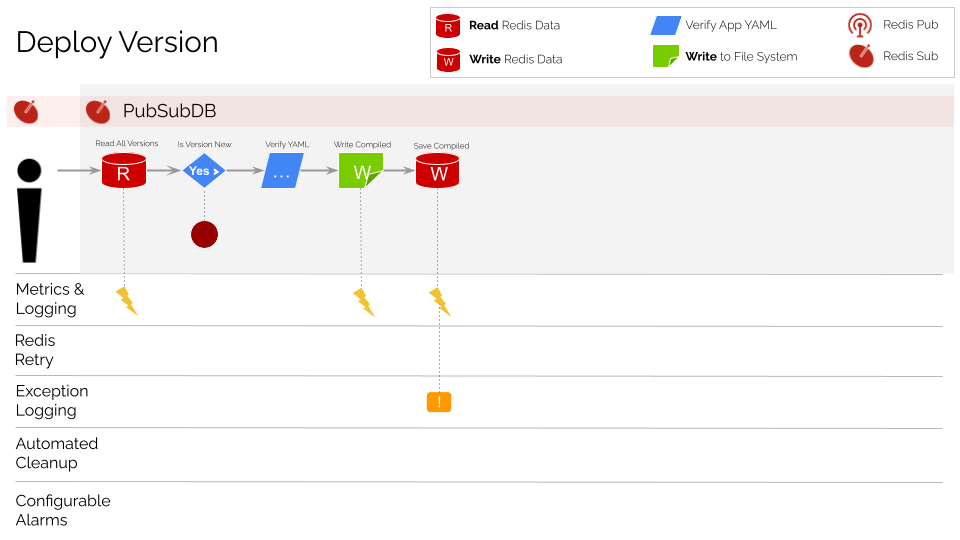 Deploy Version
R
Read Redis Data
W
Write Redis Data
Verify App YAML
Write to File System
Redis Pub
Redis Sub
PubSubDB
Read All Versions
Is Version New
Verify YAML
Write Compiled
Save Compiled
R
Yes >
...
W
W
Metrics &
Logging
Redis
Retry
Exception
Logging
!
Automated
Cleanup
Configurable
Alarms